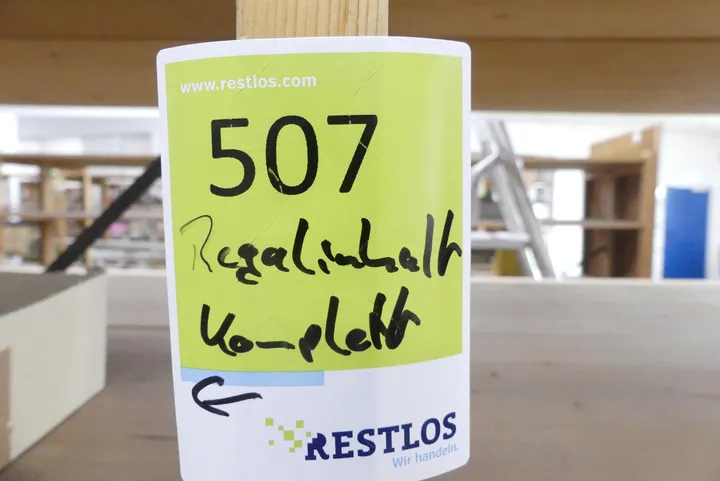 www.restlos.com
507
Regalinhalt
Komplett
←
RESTLOS
Wir handeln.